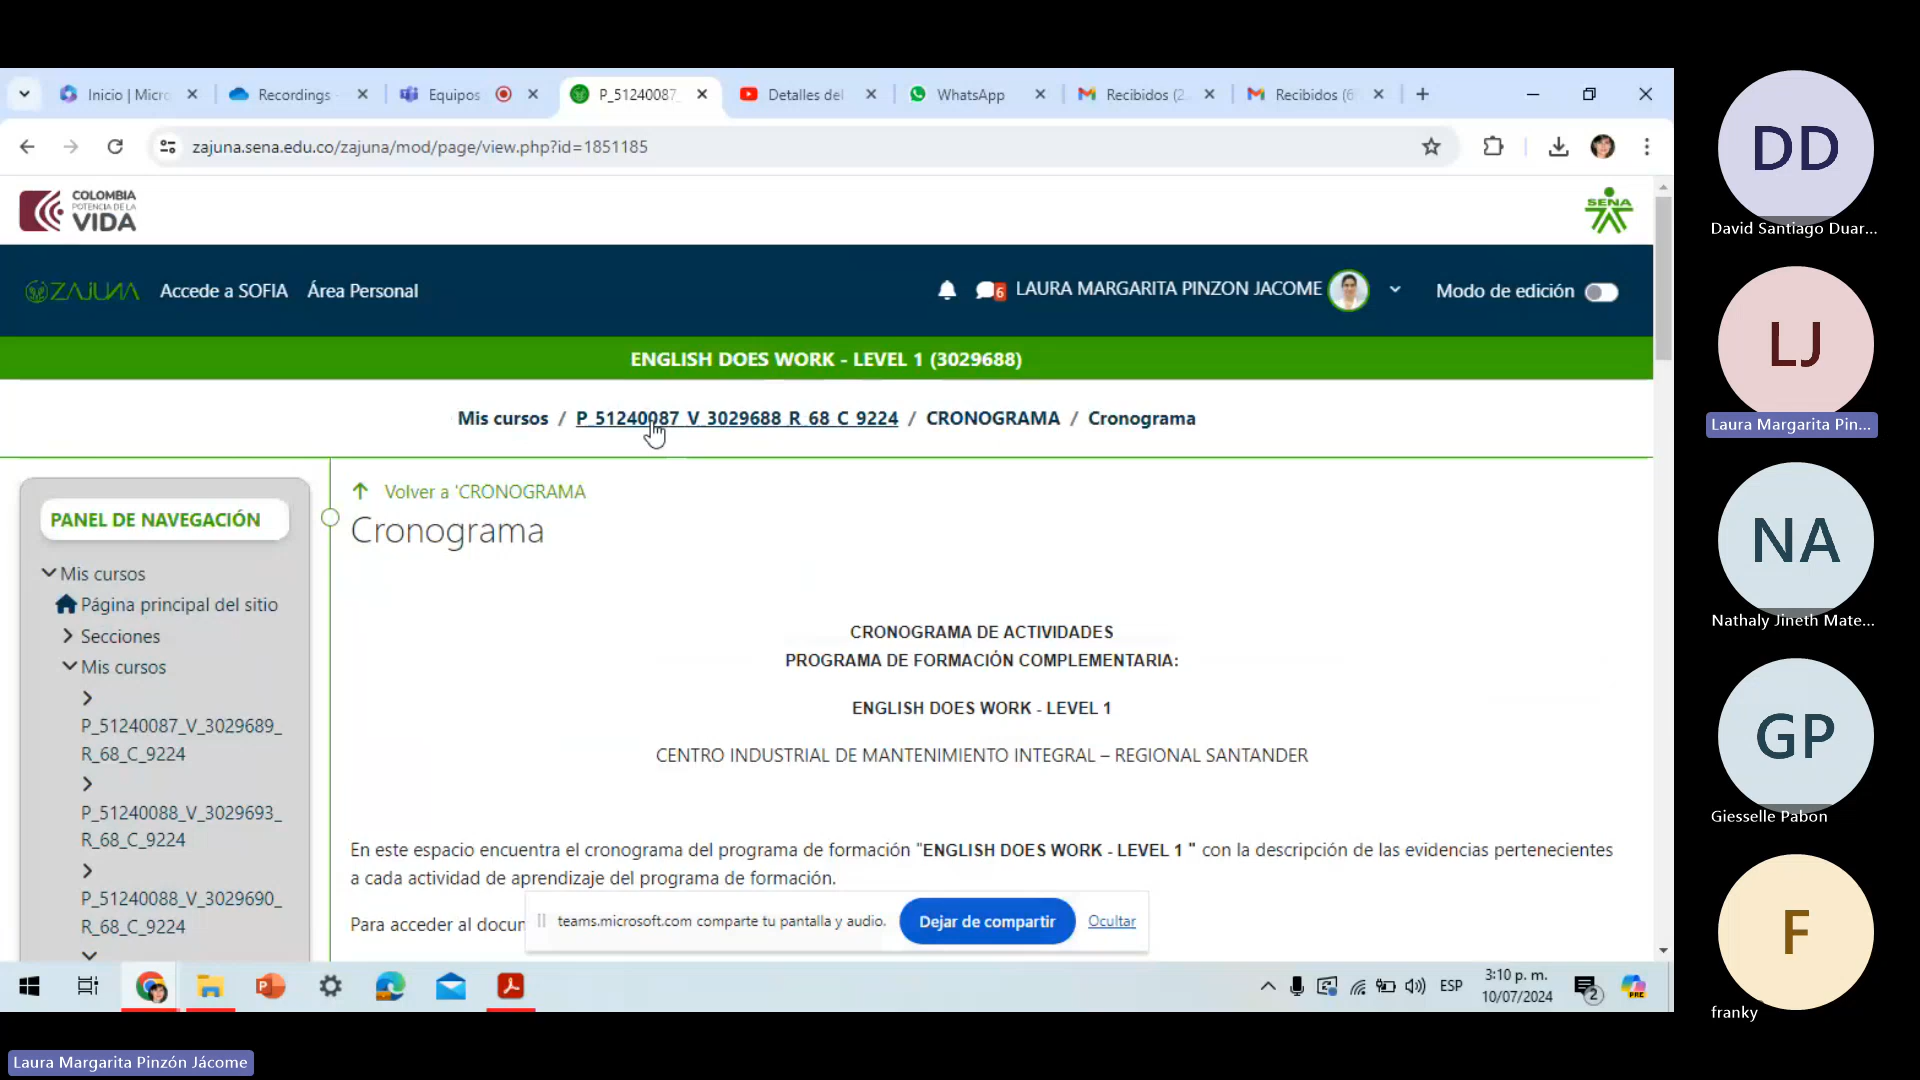 Inicio | Micro
Recordings
Equipos
P_51240087_
Detalles del
WhatsApp
Recibidos (2
Recibidos (6
zajuna.sena.edu.co/zajuna/mod/page/view.php?id=1851185
COLOMBIA
POTENCIA DE LA
VIDA
SENA
ZAJUNA
Accede a SOFIA
Área Personal
6
LAURA MARGARITA PINZON JACOME
Modo de edición
ENGLISH DOES WORK - LEVEL 1 (3029688)
Mis cursos / P_51240087_V_3029688_R_68_C_9224 / CRONOGRAMA / Cronograma
PANEL DE NAVEGACIÓN
Mis cursos
Página principal del sitio
Secciones
Mis cursos
P_51240087_V_3029689_
R_68_C_9224
P_51240088_V_3029693_
R_68_C_9224
P_51240088_V_3029690_
R_68_C_9224
Volver a 'CRONOGRAMA
Cronograma
CRONOGRAMA DE ACTIVIDADES
PROGRAMA DE FORMACIÓN COMPLEMENTARIA:
ENGLISH DOES WORK - LEVEL 1
CENTRO INDUSTRIAL DE MANTENIMIENTO INTEGRAL – REGIONAL SANTANDER
En este espacio encuentra el cronograma del programa de formación "ENGLISH DOES WORK - LEVEL 1 " con la descripción de las evidencias pertenecientes
a cada actividad de aprendizaje del programa de formación.
Para acceder al docu
teams.microsoft.com comparte tu pantalla y audio.
Dejar de compartir
Ocultar
ESP
3:10 p. m.
10/07/2024
2
PRE
DD
David Santiago Duar...
LJ
Laura Margarita Pin...
NA
Nathaly Jineth Mate...
GP
Giesselle Pabon
F
franky
Laura Margarita Pinzón Jácome